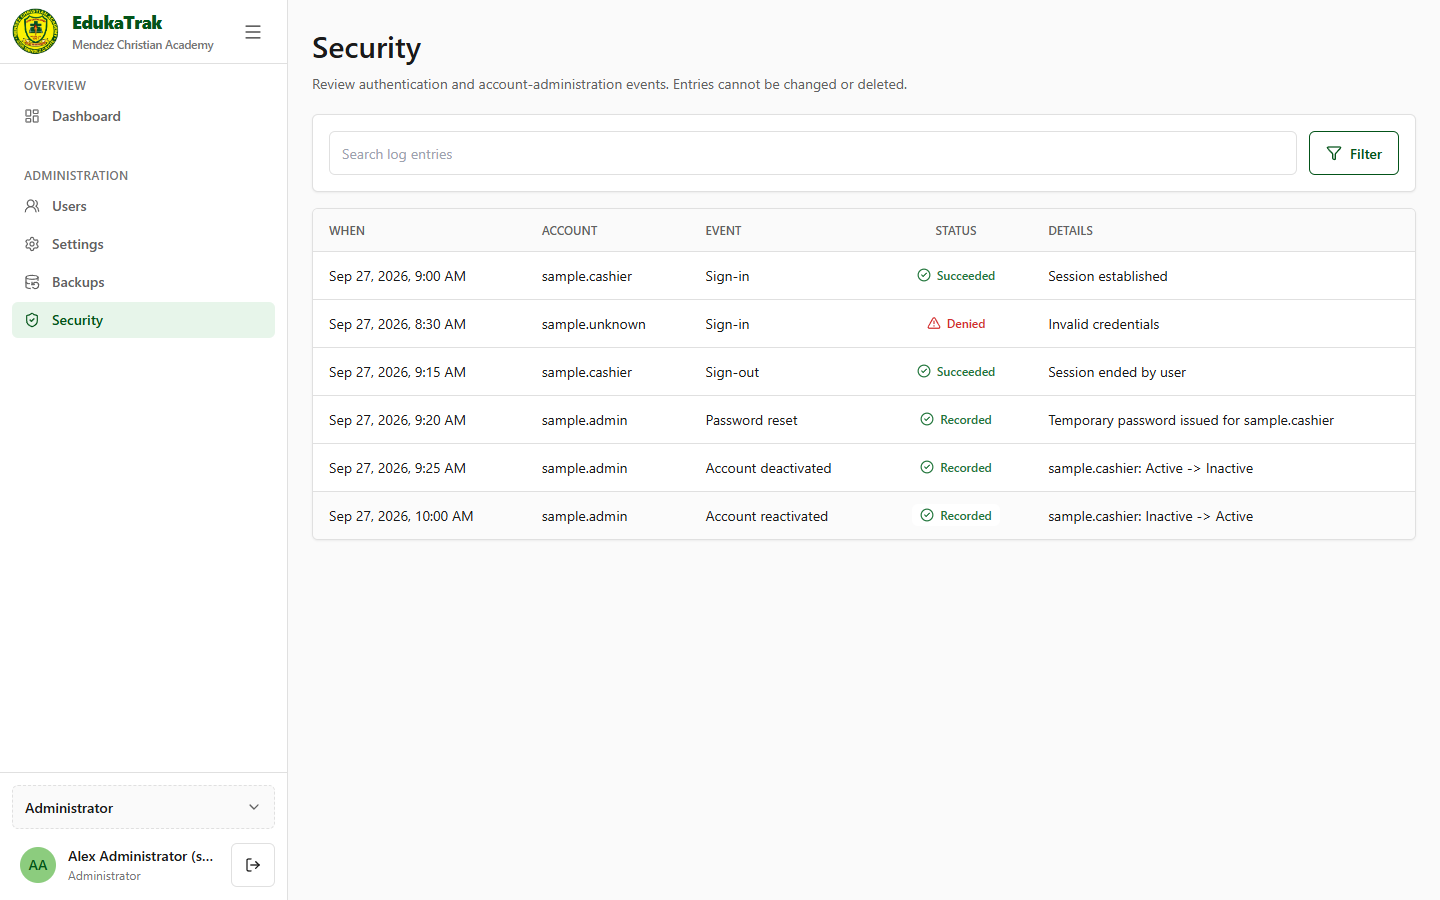 EdukaTrak
Mendez Christian Academy
OVERVIEW
Dashboard
ADMINISTRATION
Users
Settings
Backups
Security
Administrator
AA
Alex Administrator (s...
Administrator
Security
Review authentication and account-administration events. Entries cannot be changed or deleted.
Search log entries
Filter
WHEN ACCOUNT EVENT STATUS DETAILS
Sep 27, 2026, 9:00 AM sample.cashier Sign-in Succeeded Session established
Sep 27, 2026, 8:30 AM sample.unknown Sign-in Denied Invalid credentials
Sep 27, 2026, 9:15 AM sample.cashier Sign-out Succeeded Session ended by user
Sep 27, 2026, 9:20 AM sample.admin Password reset Recorded Temporary password issued for sample.cashier
Sep 27, 2026, 9:25 AM sample.admin Account deactivated Recorded sample.cashier: Active -> Inactive
Sep 27, 2026, 10:00 AM sample.admin Account reactivated Recorded sample.cashier: Inactive -> Active